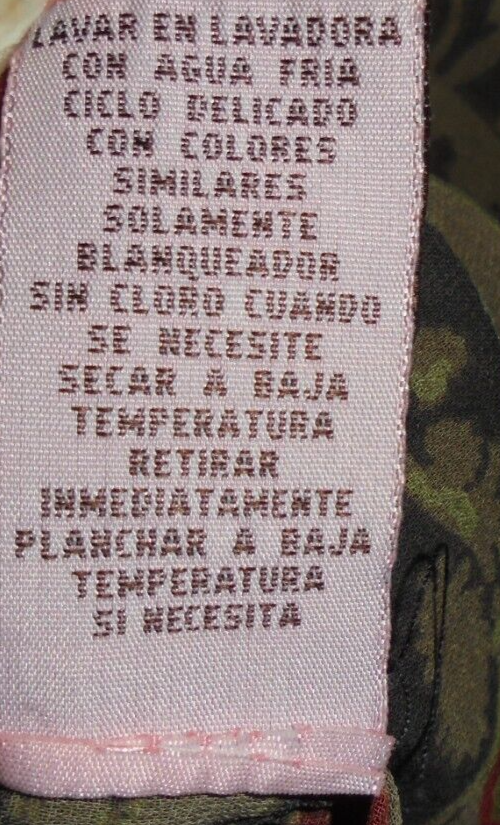 LAVAR EN LAVADORA
CON AGUA FRIA
CICLO DELICADO
CON COLORES
SIMILARES
SOLAMENTE
BLANQUEADOR
SIN CLORO CUANDO
SE NECESITE
SECAR A BAJA
TEMPERATURA
RETIRAR
INMEDIATAMENTE
PLANCHAR A BAJA
TEMPERATURA
SI NECESITA